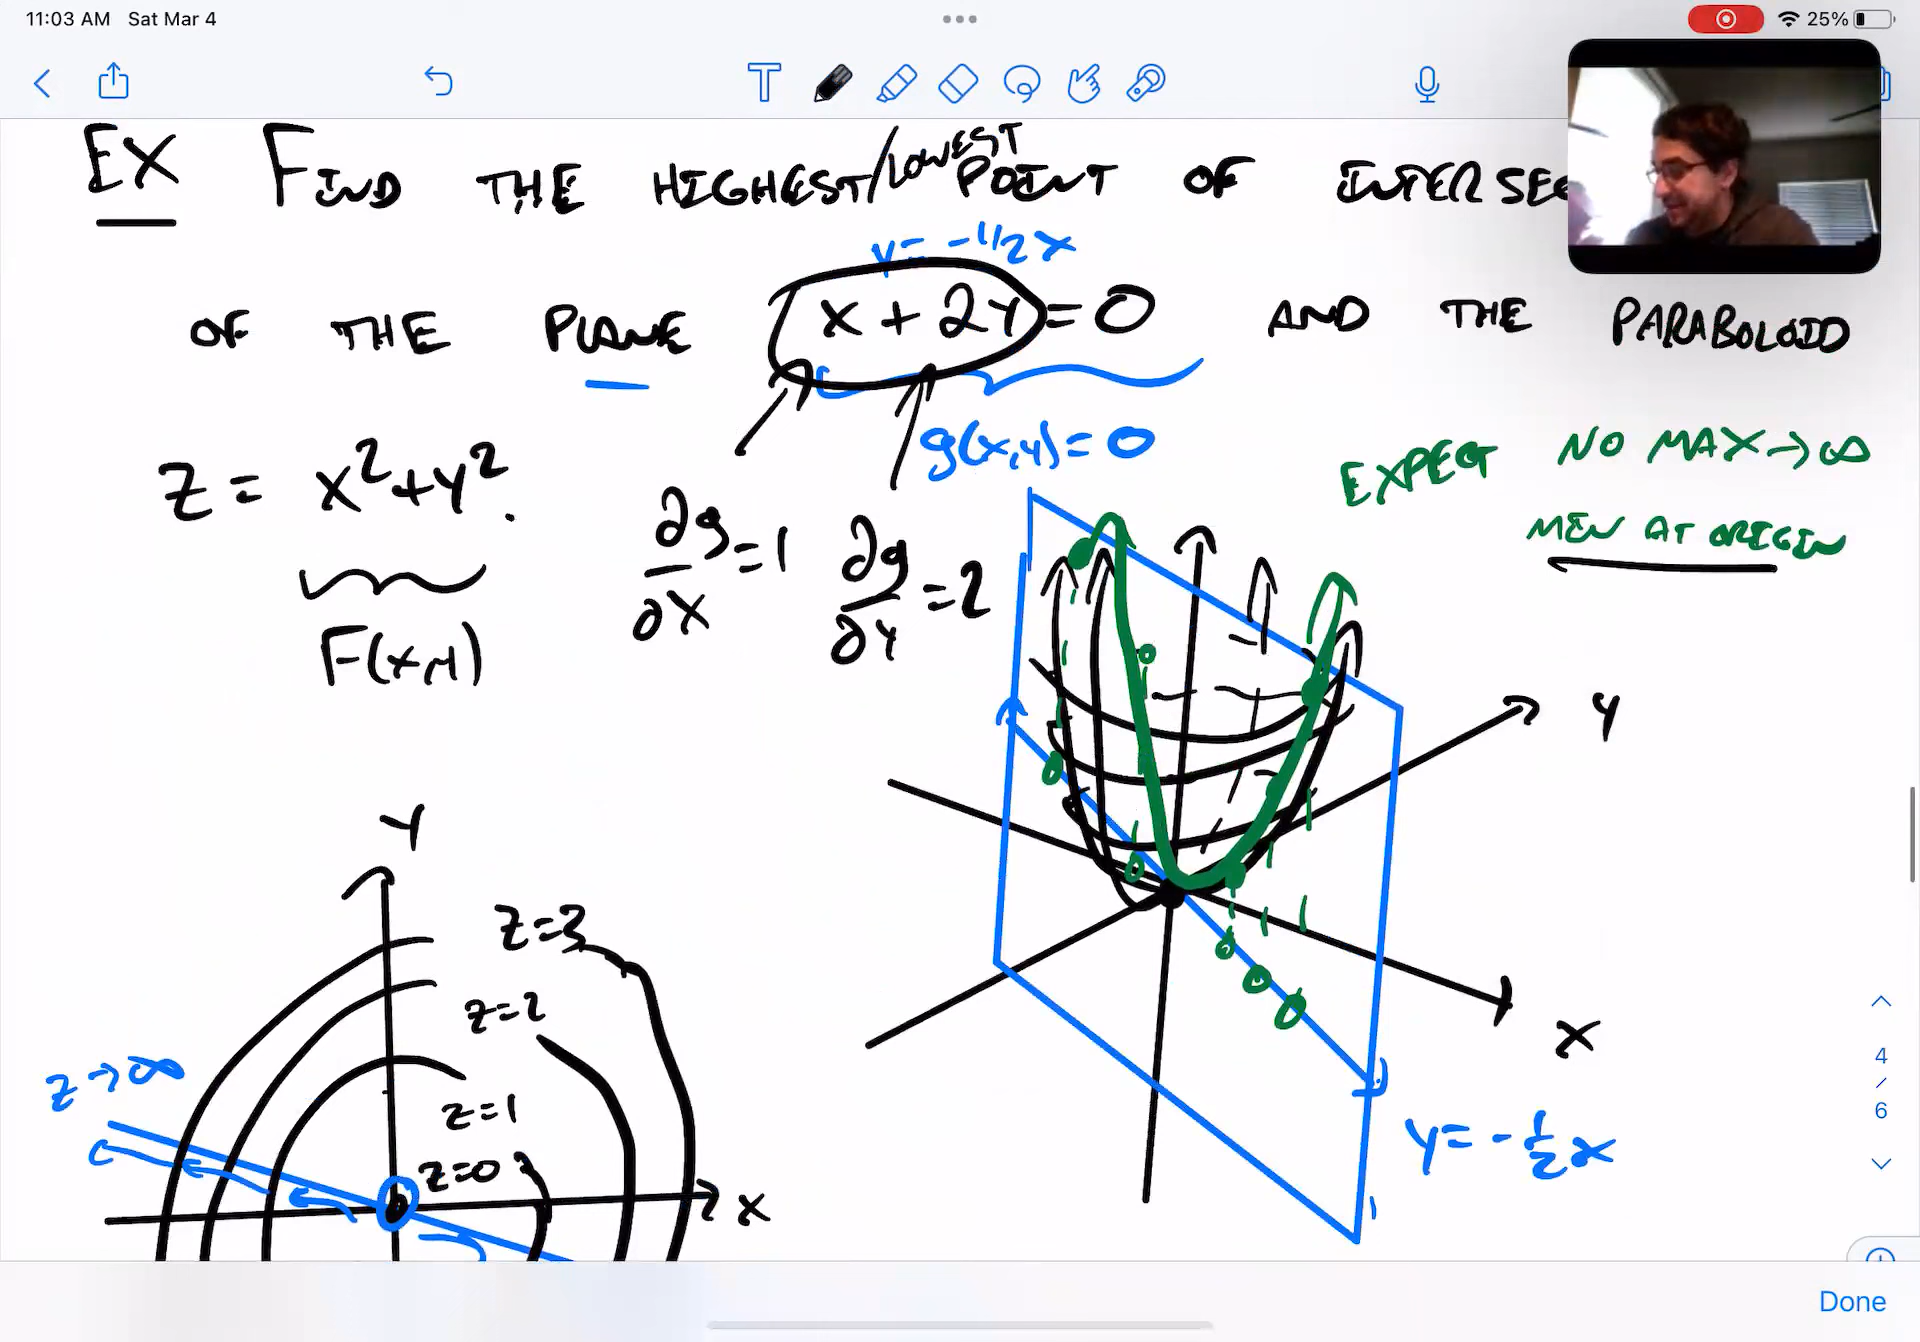 11:03 AM Sat Mar 4
25%
EX FIND THE HIGHEST/LOWEST POINT OF INTERSEC
y = -1/2 x
OF THE PLANE x + 2y = 0 AND THE PARABOLOID
g(x,y) = 0
z = x²+y².
∂g/∂x = 1 ∂g/∂y = 2
F(x,y)
EXPECT NO MAX → ∞
MIN AT ORIGIN
y
x
y = -1/2 x
y
z=3
z=2
z → ∞
z=1
z=0
x
4
/
6
Done